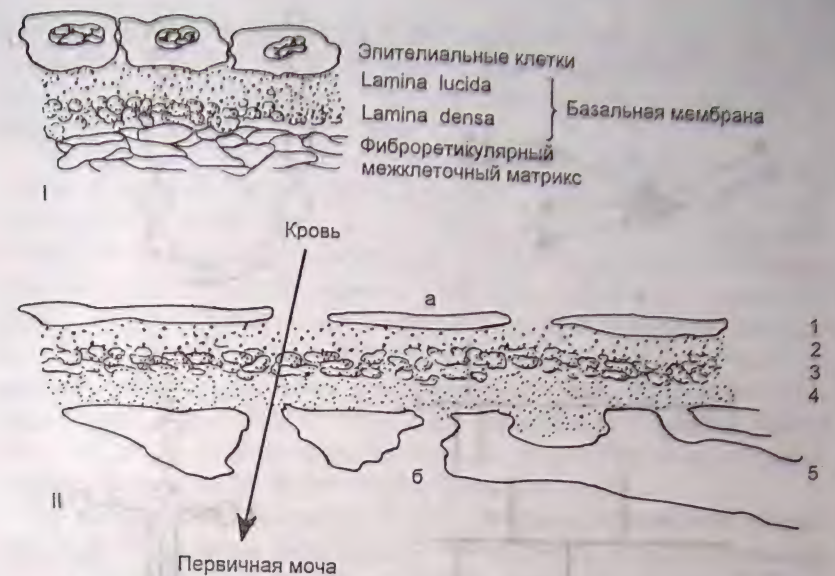 Эпителиальные клетки
Lamina lucida
Lamina densa
Базальная мембрана
Фиброретикулярный
межклеточный матрикс
I
Кровь
а
1
2
3
4
б
5
II
Первичная моча